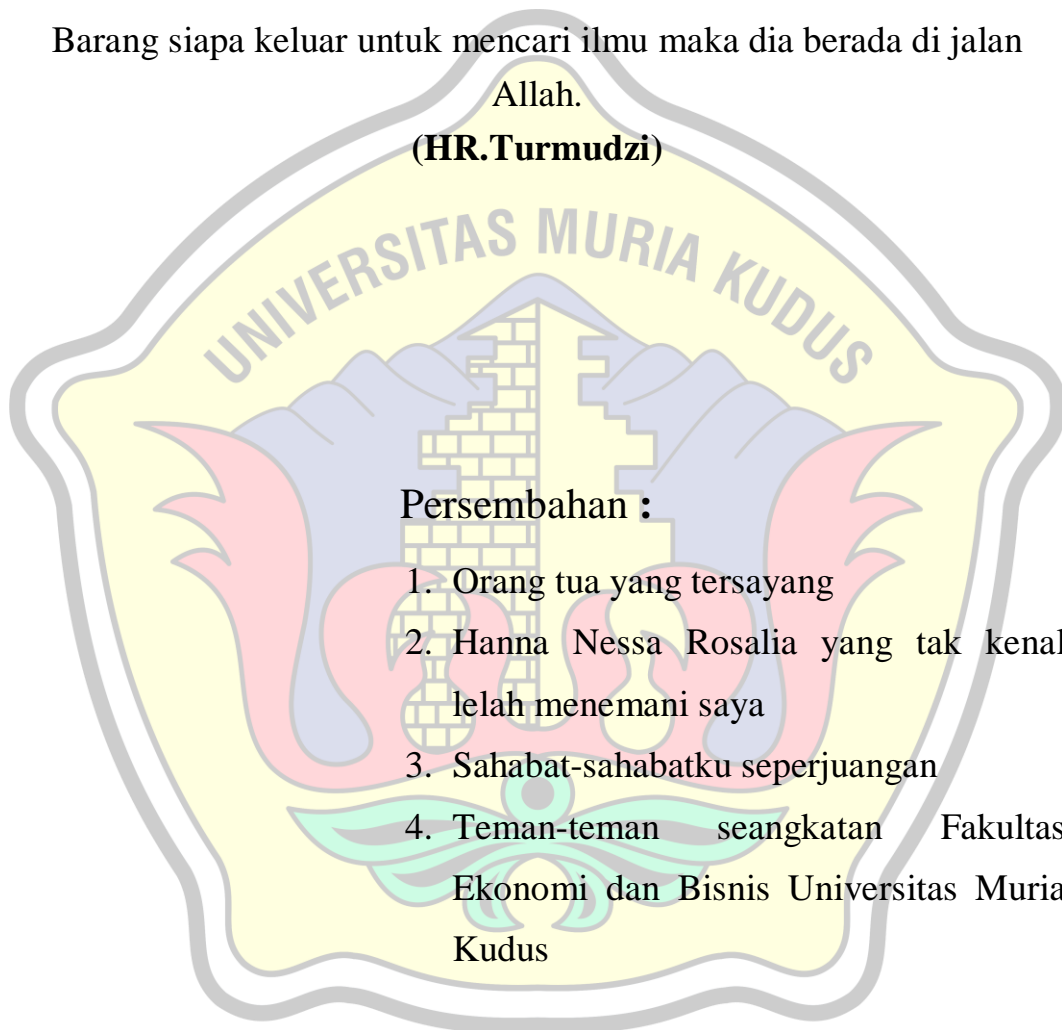 Barang siapa keluar untuk mencari ilmu maka dia berada di jalan
Allah.
(HR.Turmudzi)
UNIVERSITAS MURIA KUDUS
Persembahan :
1. Orang tua yang tersayang
2. Hanna Nessa Rosalia yang tak kenal
lelah menemani saya
3. Sahabat-sahabatku seperjuangan
4. Teman-teman seangkatan Fakultas
Ekonomi dan Bisnis Universitas Muria
Kudus